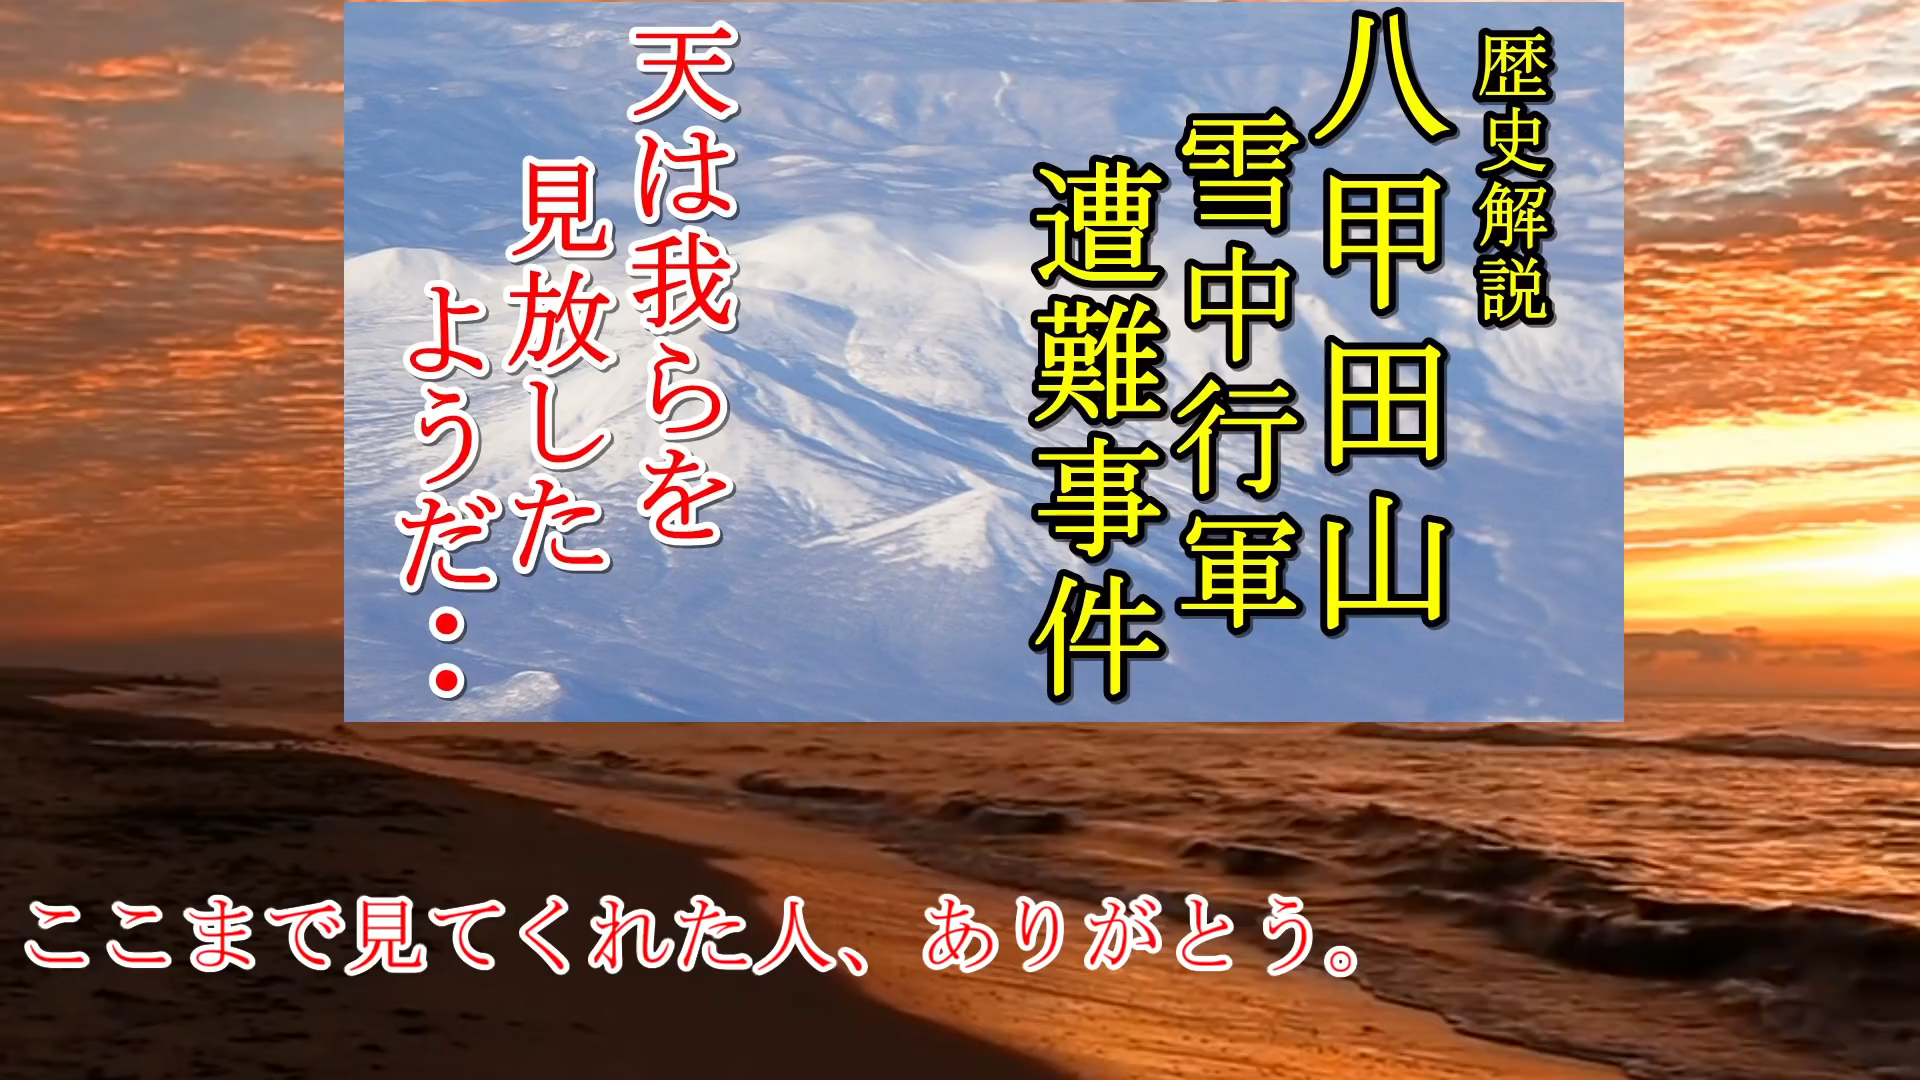 歴史解説
八甲田山
雪中行軍
遭難事件
天は我らを
見放した
ようだ‥
ここまで見てくれた人、ありがとう。